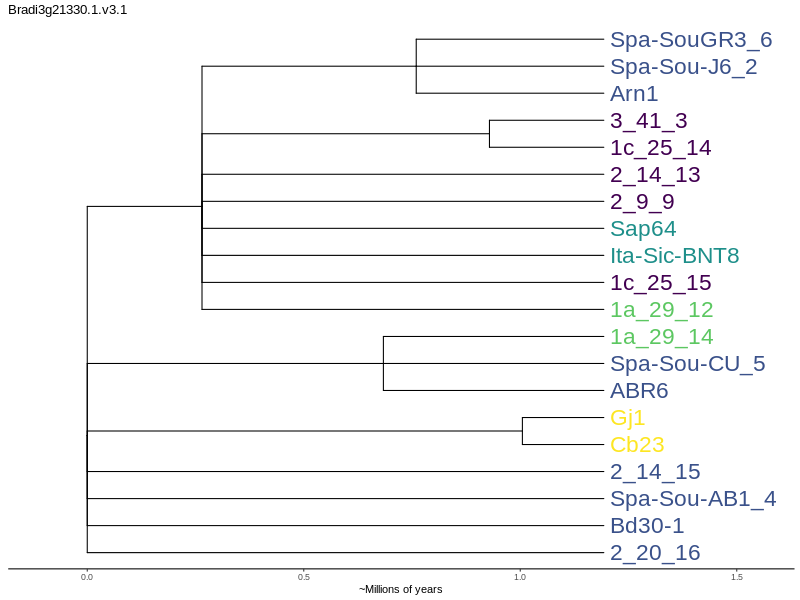 Bradi3g21330.1.v3.1
Spa-SouGR3_6
Spa-Sou-J6_2
Arn1
3_41_3
1c_25_14
2_14_13
2_9_9
Sap64
Ita-Sic-BNT8
1c_25_15
1a_29_12
1a_29_14
Spa-Sou-CU_5
ABR6
Gj1
Cb23
2_14_15
Spa-Sou-AB1_4
Bd30-1
2_20_16
0.0 0.5 1.0 1.5
~Millions of years